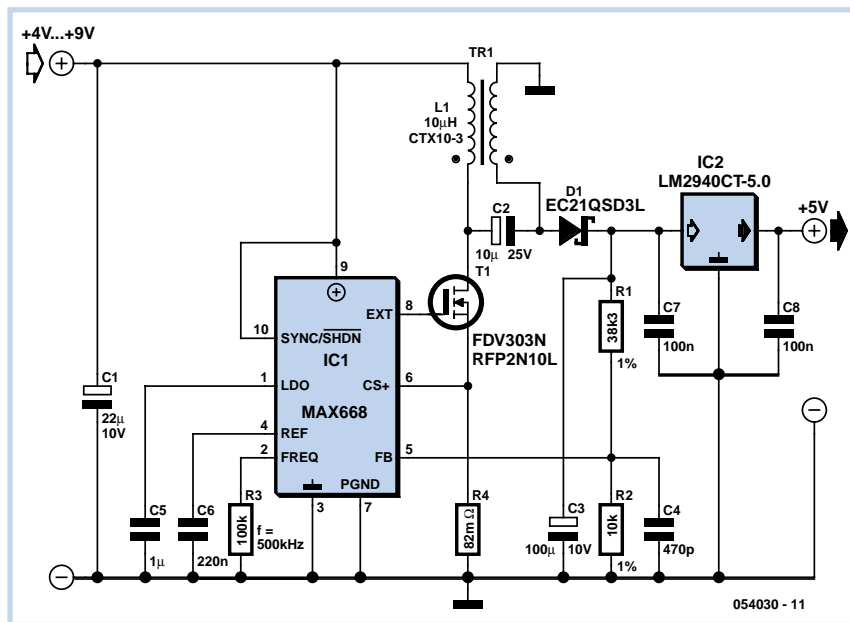 +4V...+9V
TR1
L1
10µH
CTX10-3
IC2
LM2940CT-5.0
D1
EC21QSD3L
+5V
C2
10µ
25V
T1
9
8
EXT
10
SYNC/SHDN
IC1
FDV303N
RFP2N10L
R1
38k3
1%
C7
100n
C8
100n
C1
22µ
10V
1
LDO
CS+
6
MAX668
4
REF
2
FREQ
FB
5
PGND
3
7
C5
1µ
C6
220n
R3
100k
f =
500kHz
R4
82m Ω
C3
100µ
10V
R2
10k
1%
C4
470p
054030 - 11